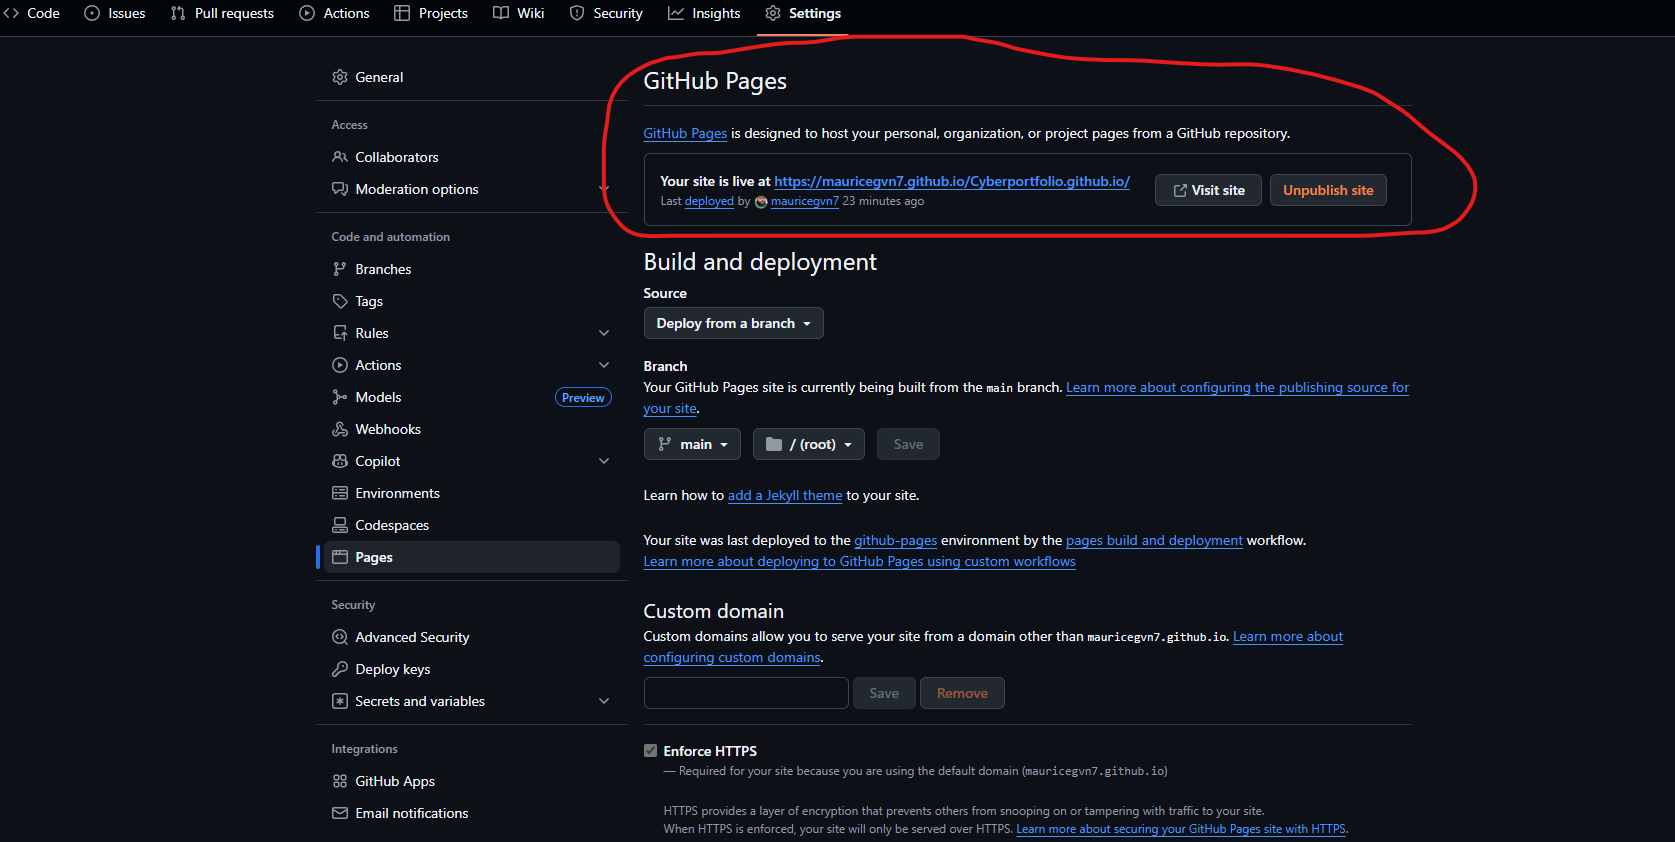 Code Issues Pull requests Actions Projects Wiki Security Insights Settings
General
Access
Collaborators
Moderation options
Code and automation
Branches
Tags
Rules
Actions
Models Preview
Webhooks
Copilot
Environments
Codespaces
Pages
Security
Advanced Security
Deploy keys
Secrets and variables
Integrations
GitHub Apps
Email notifications
GitHub Pages
GitHub Pages is designed to host your personal, organization, or project pages from a GitHub repository.
Your site is live at https://mauricegvn7.github.io/Cyberportfolio.github.io/
Last deployed by mauricegvn7 23 minutes ago
Visit site Unpublish site
Build and deployment
Source
Deploy from a branch
Branch
Your GitHub Pages site is currently being built from the main branch. Learn more about configuring the publishing source for
your site.
main / (root) Save
Learn how to add a Jekyll theme to your site.
Your site was last deployed to the github-pages environment by the pages build and deployment workflow.
Learn more about deploying to GitHub Pages using custom workflows
Custom domain
Custom domains allow you to serve your site from a domain other than mauricegvn7.github.io. Learn more about
configuring custom domains.
Save Remove
Enforce HTTPS
— Required for your site because you are using the default domain (mauricegvn7.github.io)
HTTPS provides a layer of encryption that prevents others from snooping on or tampering with traffic to your site.
When HTTPS is enforced, your site will only be served over HTTPS. Learn more about securing your GitHub Pages site with HTTPS.